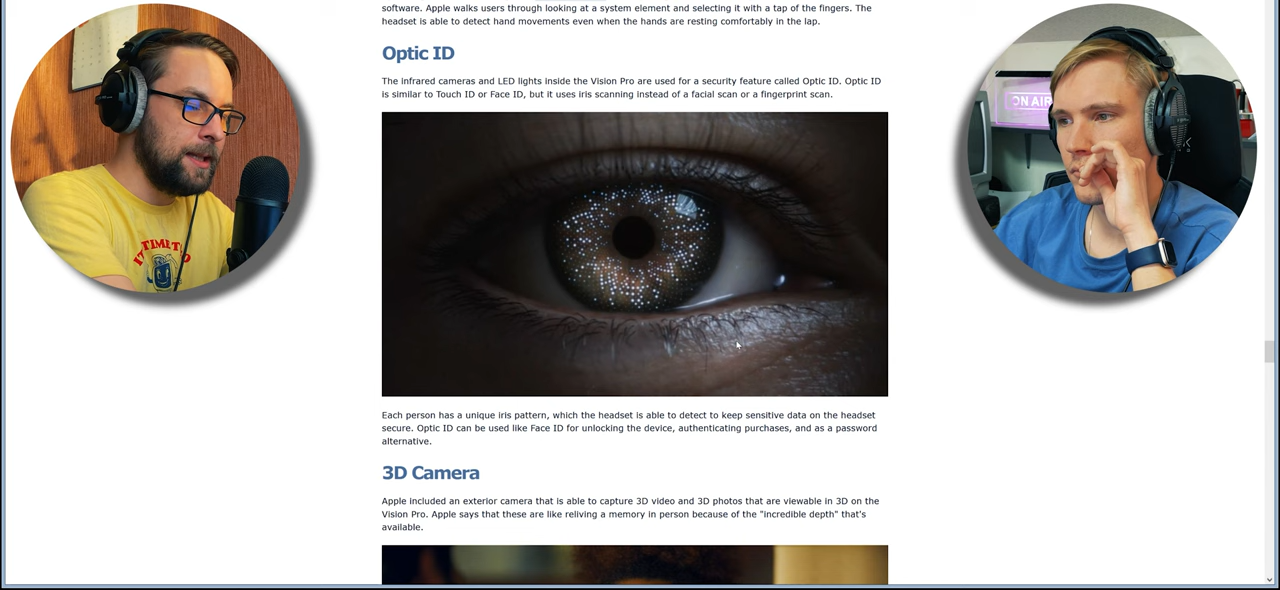 software. Apple walks users through looking at a system element and selecting it with a tap of the fingers. The
headset is able to detect hand movements even when the hands are resting comfortably in the lap.
Optic ID
The infrared cameras and LED lights inside the Vision Pro are used for a security feature called Optic ID. Optic ID
is similar to Touch ID or Face ID, but it uses iris scanning instead of a facial scan or a fingerprint scan.
ON AIR
Each person has a unique iris pattern, which the headset is able to detect to keep sensitive data on the headset
secure. Optic ID can be used like Face ID for unlocking the device, authenticating purchases, and as a password
alternative.
3D Camera
Apple included an exterior camera that is able to capture 3D video and 3D photos that are viewable in 3D on the
Vision Pro. Apple says that these are like reliving a memory in person because of the "incredible depth" that's
available.